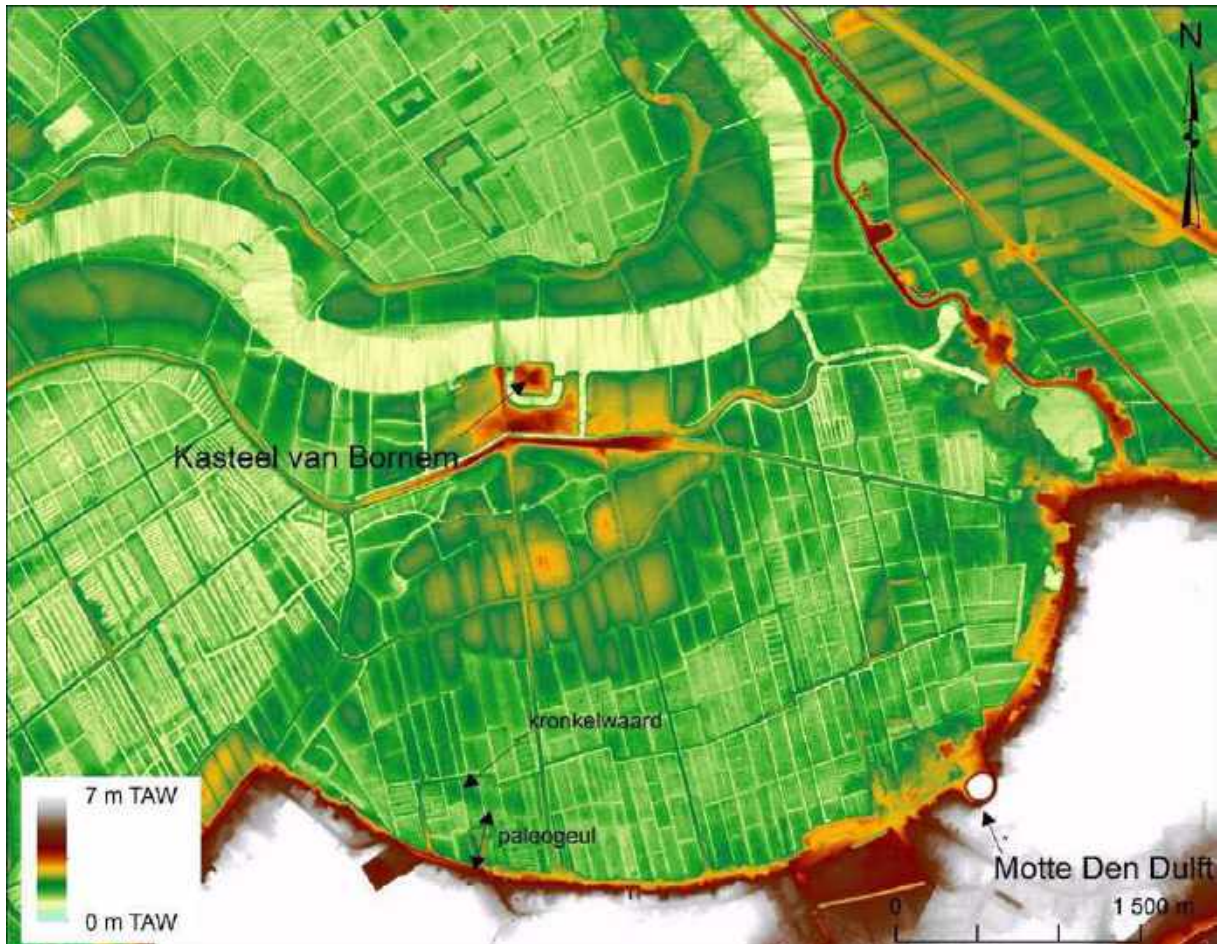 N
Kasteel van Bornem
kronkelwaard
paleogeul
7 m TAW
0 m TAW
Motte Den Dulft
0 1 500 m